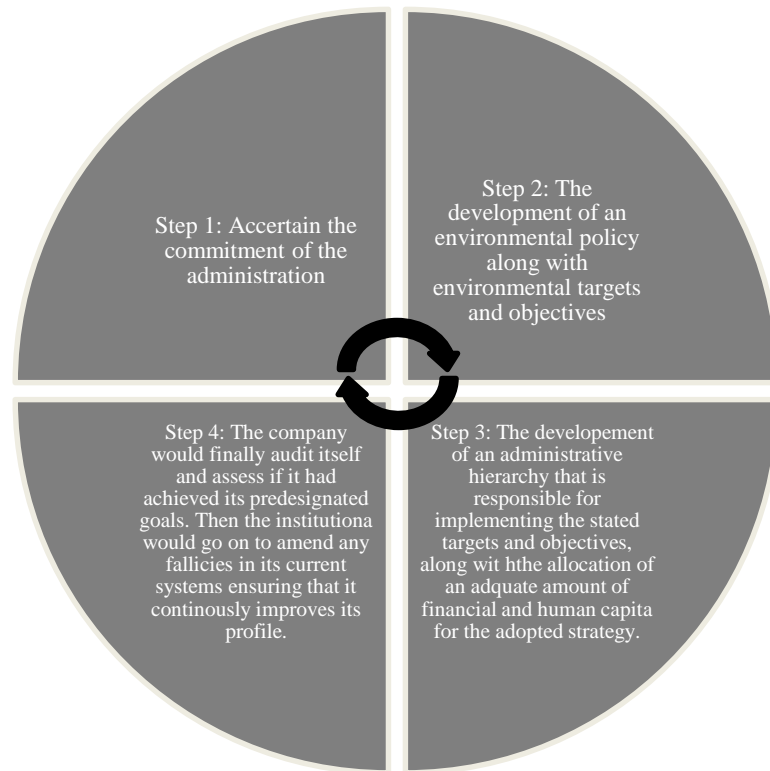 Step 1: Accertain the
commitment of the
administration
Step 2: The
development of an
environmental policy
along with
environmental targets
and objectives
Step 3: The developement
of an administrative
hierarchy that is
responsible for
implementing the stated
targets and objectives,
along wit hthe allocation of
an adquate amount of
financial and human capita
for the adopted strategy.
Step 4: The company
would finally audit itself
and assess if it had
achieved its predesignated
goals. Then the institutiona
would go on to amend any
fallicies in its current
systems ensuring that it
continously improves its
profile.